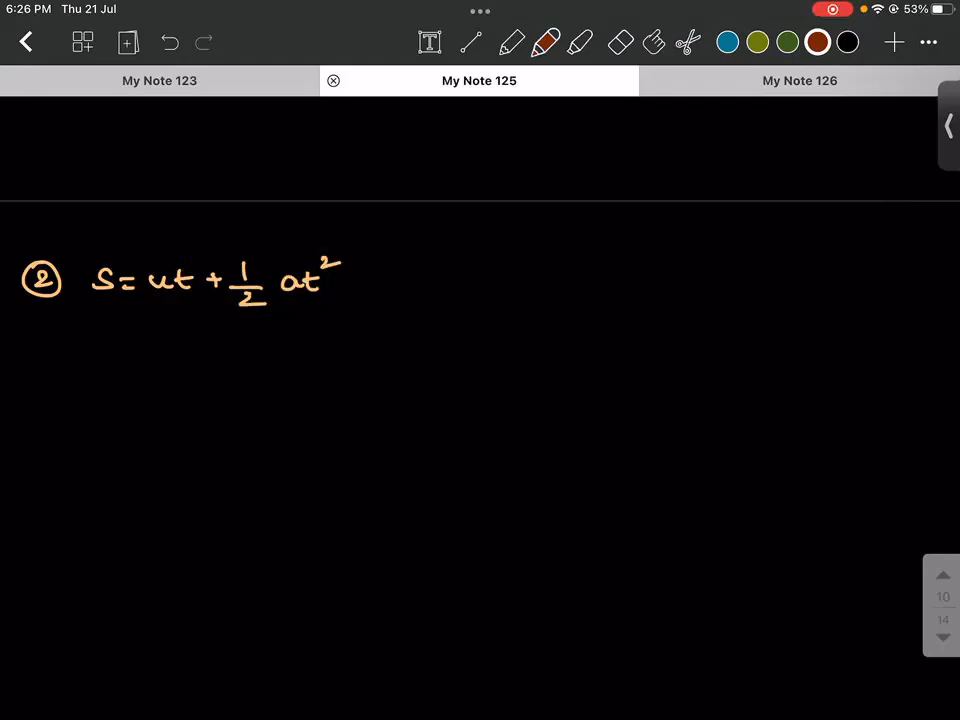 6:26 PM Thu 21 Jul
53%
My Note 123
My Note 125
My Note 126
② S = ut + 1/2 at²
10
14